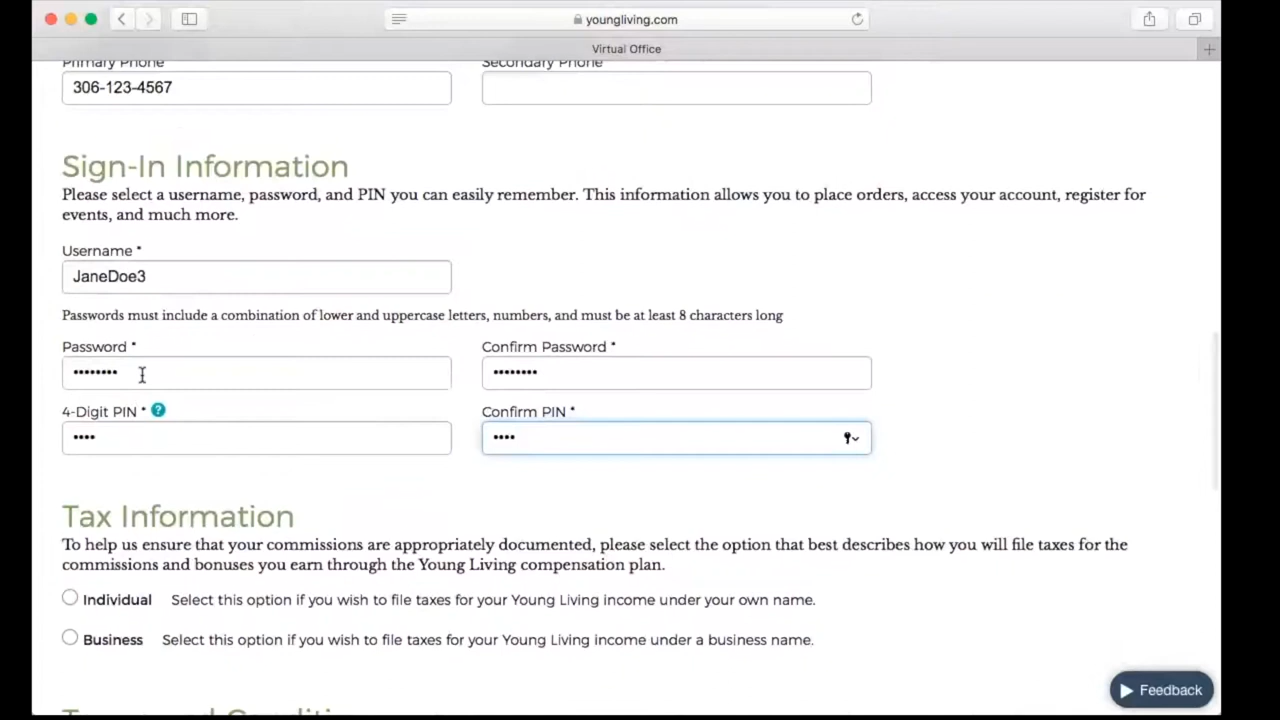 youngliving.com
Virtual Office
Primary Phone
Secondary Phone
306-123-4567
Sign-In Information
Please select a username, password, and PIN you can easily remember. This information allows you to place orders, access your account, register for
events, and much more.
Username *
JaneDoe3
Passwords must include a combination of lower and uppercase letters, numbers, and must be at least 8 characters long
Password *
Confirm Password *
••••••••
••••••••
4-Digit PIN * ?
Confirm PIN *
••••
••••
Tax Information
To help us ensure that your commissions are appropriately documented, please select the option that best describes how you will file taxes for the
commissions and bonuses you earn through the Young Living compensation plan.
Individual Select this option if you wish to file taxes for your Young Living income under your own name.
Business Select this option if you wish to file taxes for your Young Living income under a business name.
Feedback